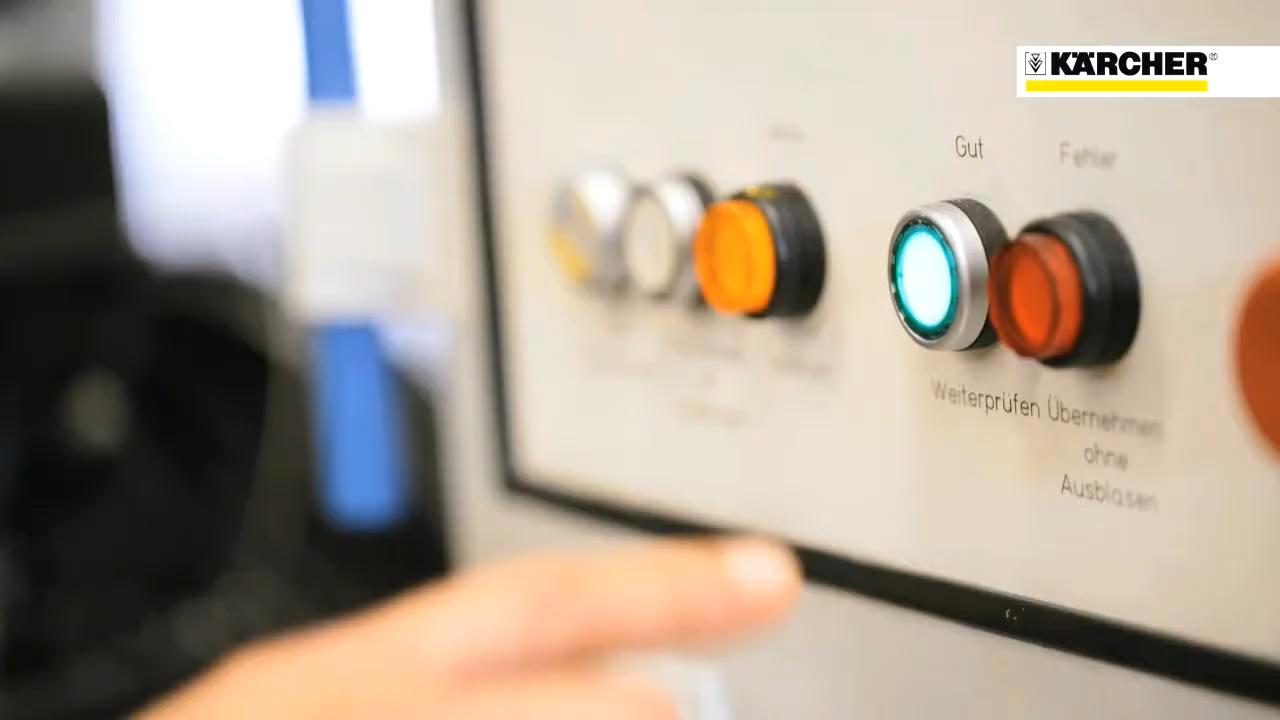 KÄRCHER®
Gut
Fehler
Weiterprüfen Übernehmen
ohne
Ausblasen